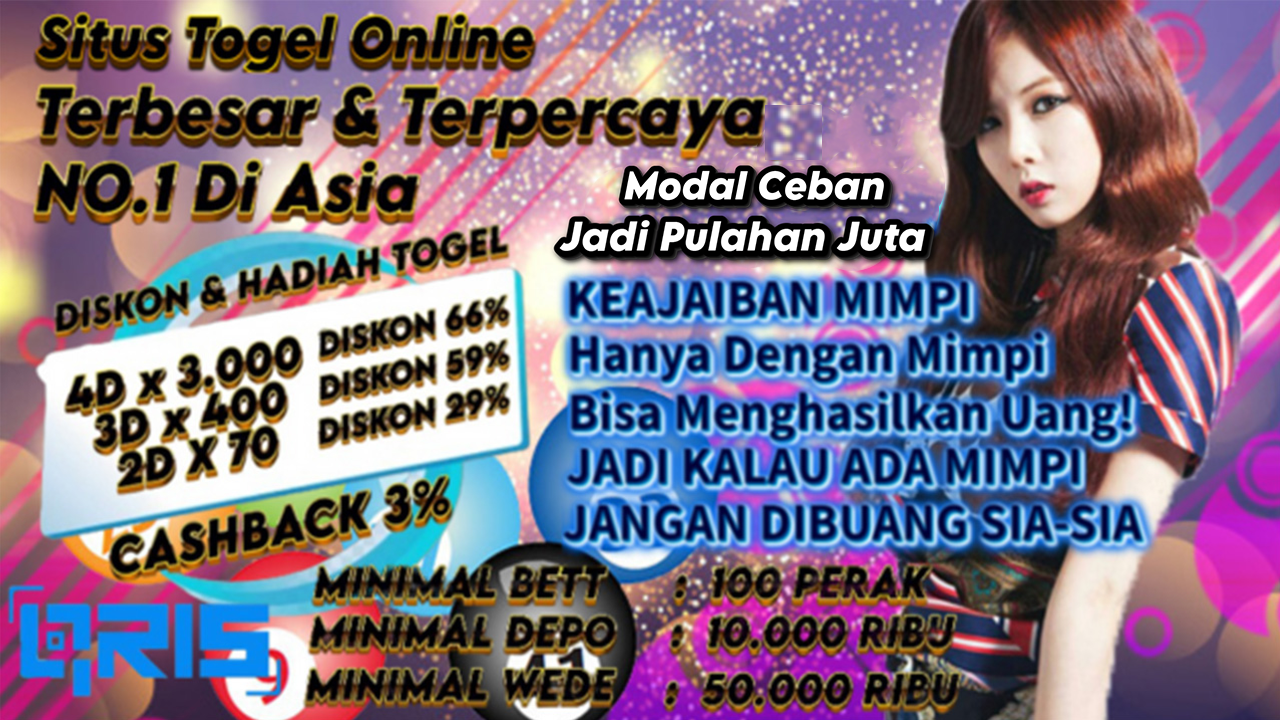 Situs Togel Online
Terbesar & Terpercaya
NO.1 Di Asia
Modal Ceban
Jadi Pulahan Juta
DISKON & HADIAH TOGEL
4D x 3.000 DISKON 66%
3D x 400 DISKON 59%
2D X 70 DISKON 29%
CASHBACK 3%
KEAJAIBAN MIMPI
Hanya Dengan Mimpi
Bisa Menghasilkan Uang!
JADI KALAU ADA MIMPI
JANGAN DIBUANG SIA-SIA
MINIMAL BETT : 100 PERAK
MINIMAL DEPO : 10.000 RIBU
MINIMAL WEDE : 50.000 RIBU
QRIS
9
11